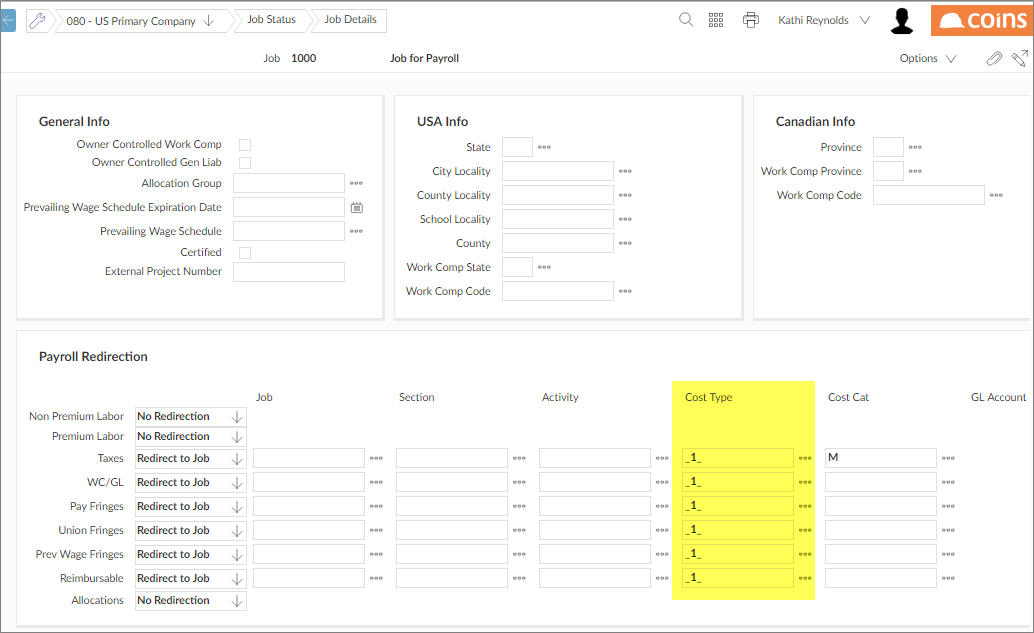 080 - US Primary Company
Job Status
Job Details
Kathi Reynolds
coins
Job 1000
Job for Payroll
Options
General Info
Owner Controlled Work Comp
Owner Controlled Gen Liab
Allocation Group
Prevailing Wage Schedule Expiration Date
Prevailing Wage Schedule
Certified
External Project Number
USA Info
State
City Locality
County Locality
School Locality
County
Work Comp State
Work Comp Code
Canadian Info
Province
Work Comp Province
Work Comp Code
Payroll Redirection
Job Section Activity Cost Type Cost Cat GL Account
Non Premium Labor No Redirection
Premium Labor No Redirection
Taxes Redirect to Job _1_ M
WC/GL Redirect to Job _1_
Pay Fringes Redirect to Job _1_
Union Fringes Redirect to Job _1_
Prev Wage Fringes Redirect to Job _1_
Reimbursable Redirect to Job _1_
Allocations No Redirection